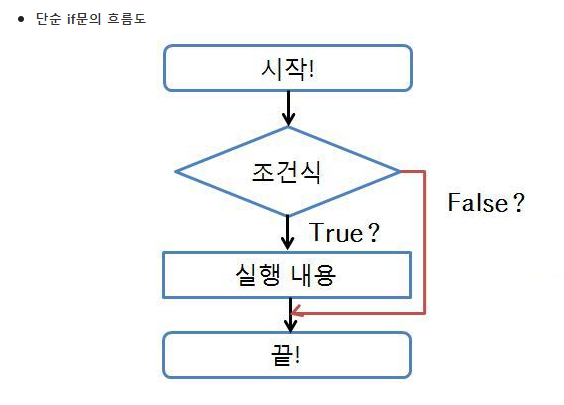 단순 if문의 흐름도
시작!
조건식
False?
True?
실행 내용
끝!